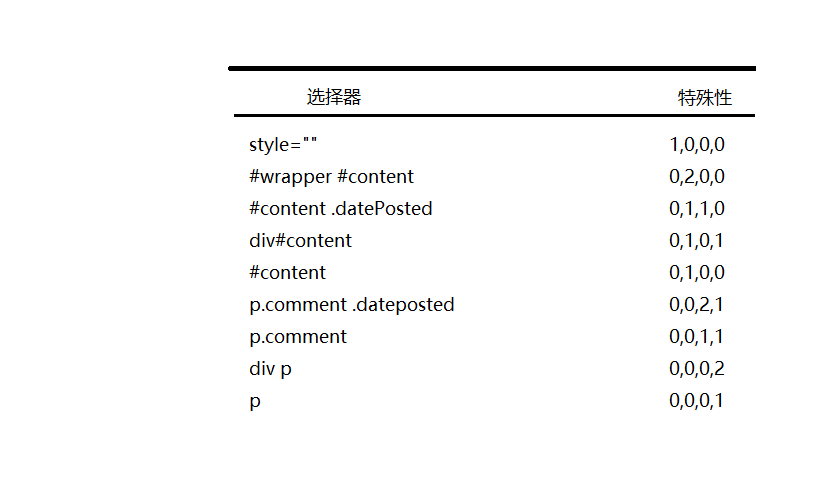 选择器 特殊性
style="" 1,0,0,0
#wrapper #content 0,2,0,0
#content .datePosted 0,1,1,0
div#content 0,1,0,1
#content 0,1,0,0
p.comment .dateposted 0,0,2,1
p.comment 0,0,1,1
div p 0,0,0,2
p 0,0,0,1